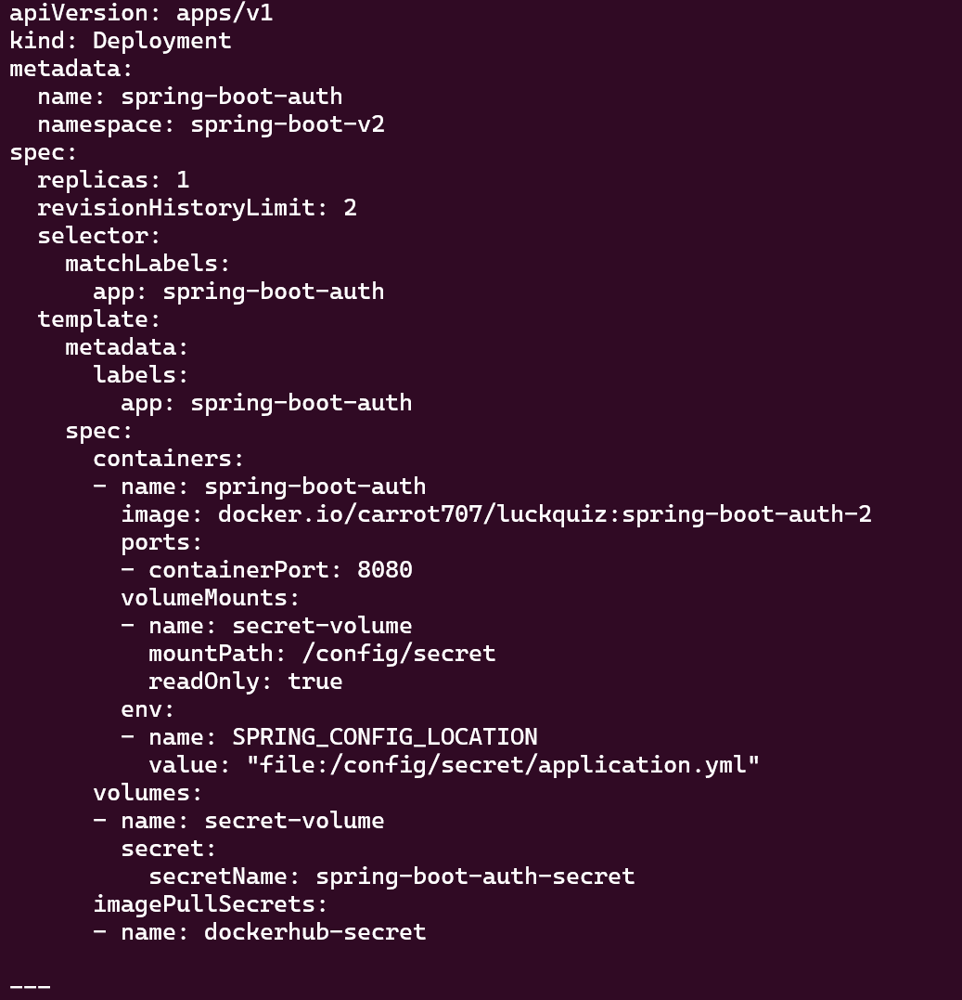 apiVersion: apps/v1
kind: Deployment
metadata:
  name: spring-boot-auth
  namespace: spring-boot-v2
spec:
  replicas: 1
  revisionHistoryLimit: 2
  selector:
    matchLabels:
      app: spring-boot-auth
  template:
    metadata:
      labels:
        app: spring-boot-auth
    spec:
      containers:
      - name: spring-boot-auth
        image: docker.io/carrot707/luckquiz:spring-boot-auth-2
        ports:
        - containerPort: 8080
        volumeMounts:
        - name: secret-volume
          mountPath: /config/secret
          readOnly: true
        env:
        - name: SPRING_CONFIG_LOCATION
          value: "file:/config/secret/application.yml"
      volumes:
      - name: secret-volume
        secret:
          secretName: spring-boot-auth-secret
      imagePullSecrets:
      - name: dockerhub-secret

---